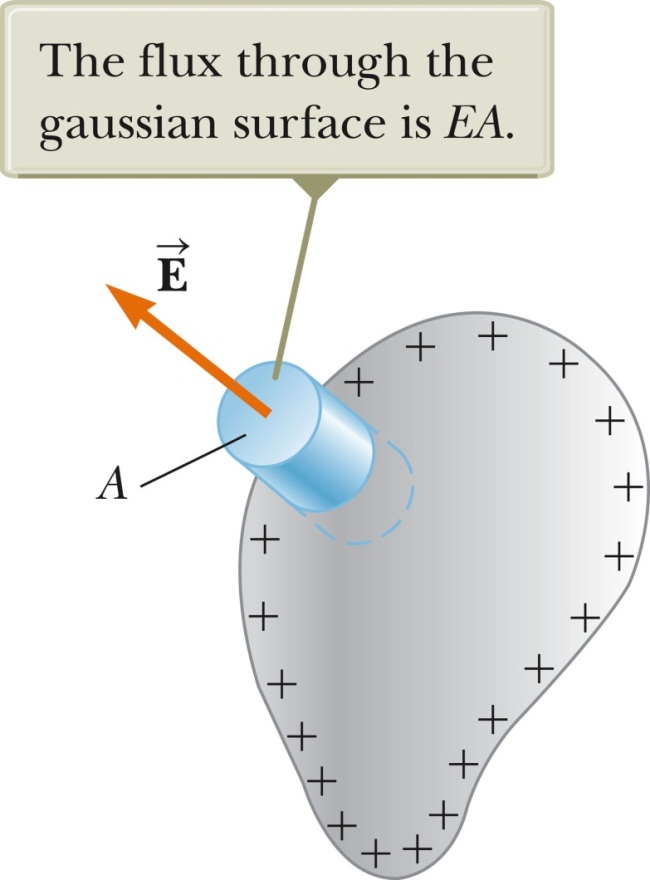 The flux through the
gaussian surface is EA.
E⃗
A
+ + + + + + + + + + + + + + + + + + + + + +